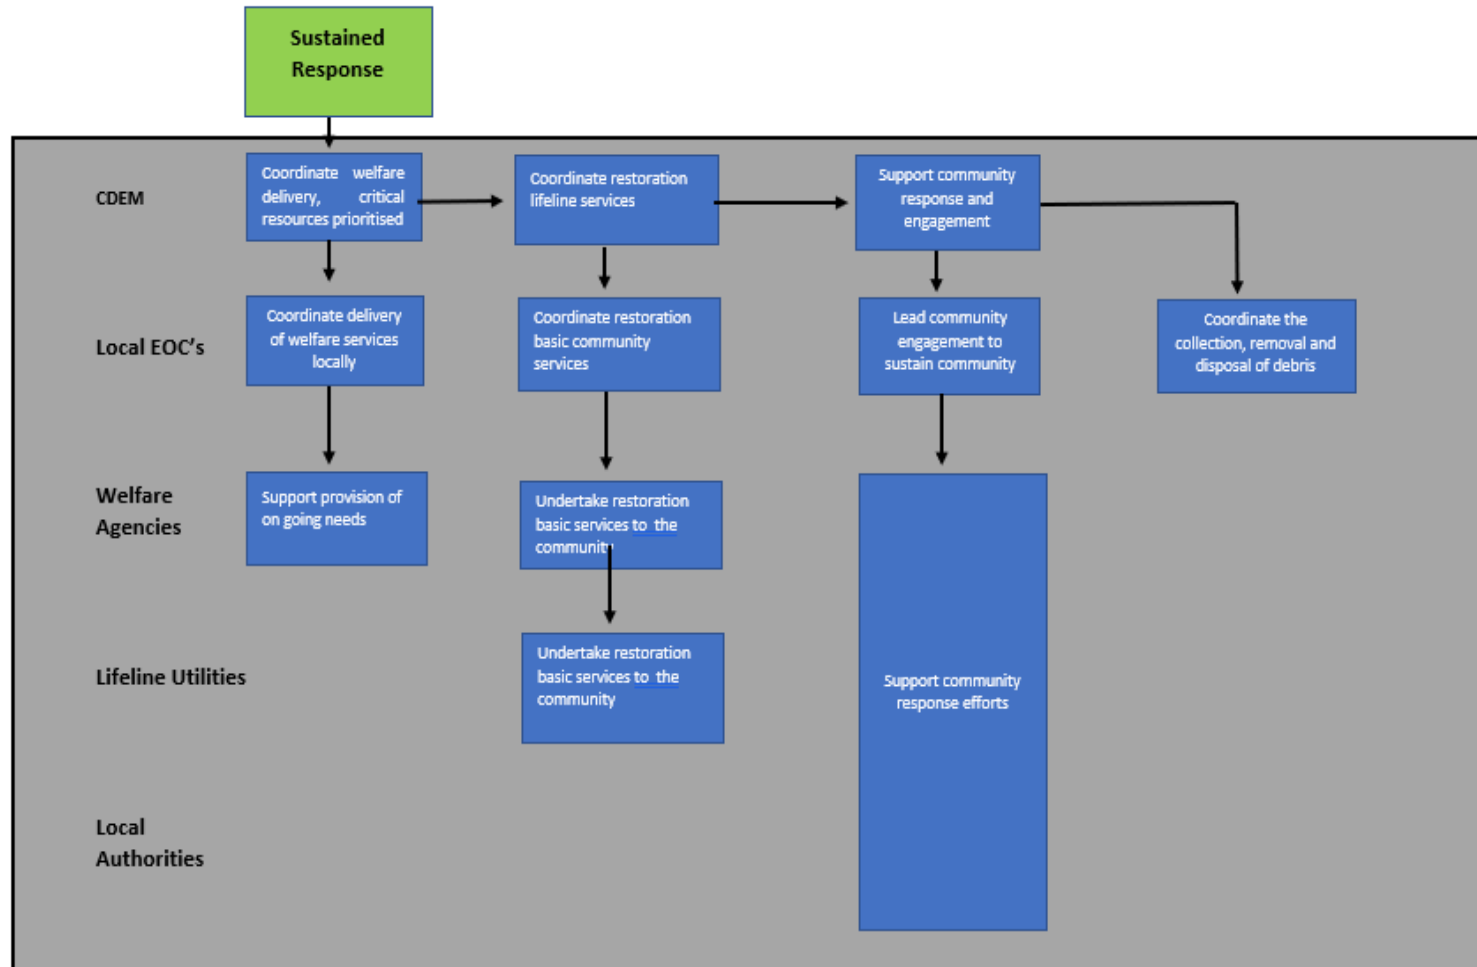 Sustained
Response
CDEM
Coordinate welfare
delivery, critical
resources prioritised
Coordinate restoration
lifeline services
Support community
response and
engagement
Local EOC's
Coordinate delivery
of welfare services
locally
Coordinate restoration
basic community
services
Lead community
engagement to
sustain community
Coordinate the
collection, removal and
disposal of debris
Welfare
Agencies
Support provision of
on going needs
Undertake restoration
basic services to the
community
Lifeline Utilities
Undertake restoration
basic services to the
community
Support community
response efforts
Local
Authorities